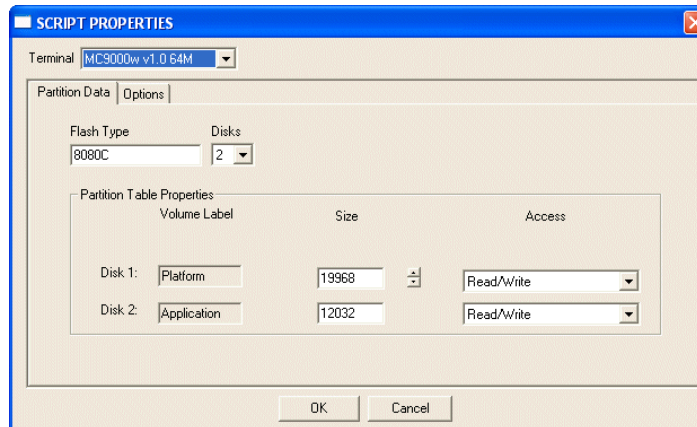 SCRIPT PROPERTIES
Terminal MC9000w v1.0 64M
Partition Data Options
Flash Type Disks
8080C 2
Partition Table Properties
Volume Label Size Access
Disk 1: Platform 19968 Read/Write
Disk 2: Application 12032 Read/Write
OK Cancel